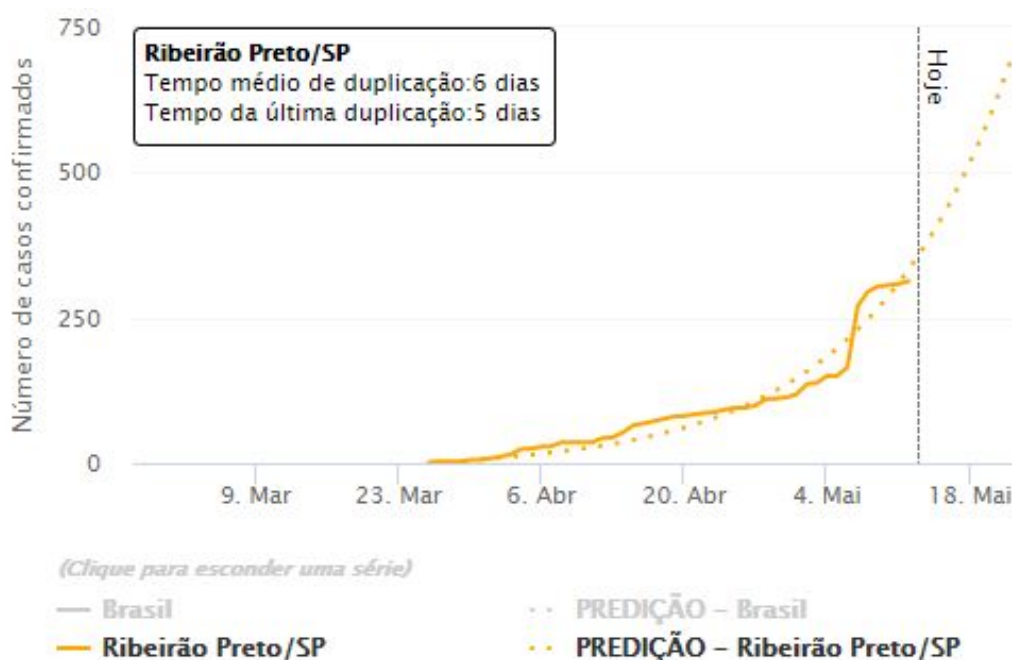 750
Ribeirão Preto/SP
Tempo médio de duplicação:6 dias
Tempo da última duplicação:5 dias
Hoje
Número de casos confirmados
500
250
0
9. Mar
23. Mar
6. Abr
20. Abr
4. Mai
18. Mai
(Clique para esconder uma série)
Brasil
PREDIÇÃO – Brasil
Ribeirão Preto/SP
PREDIÇÃO – Ribeirão Preto/SP